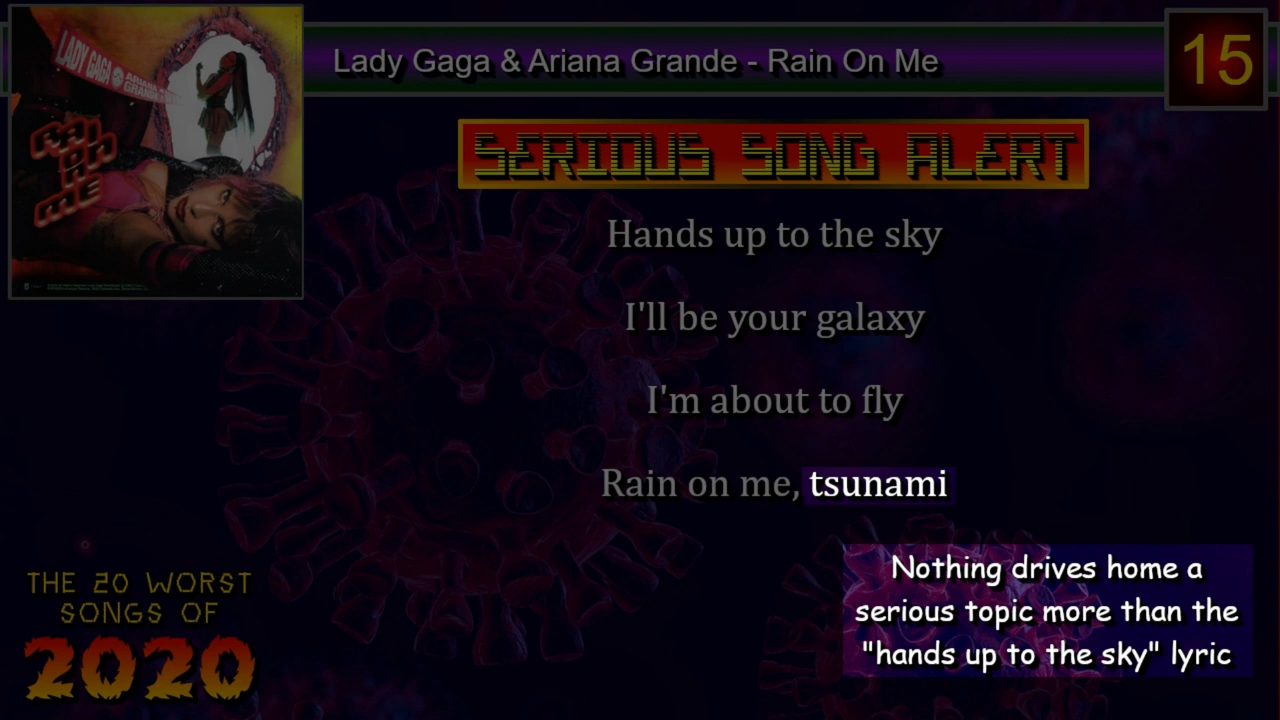 LADY GAGA
ARIANA
GRANDE
RAIN
ON
ME
Lady Gaga & Ariana Grande - Rain On Me
15
SERIOUS SONG ALERT
Hands up to the sky
I'll be your galaxy
I'm about to fly
Rain on me, tsunami
Nothing drives home a
serious topic more than the
"hands up to the sky" lyric
THE 20 WORST
SONGS OF
2020